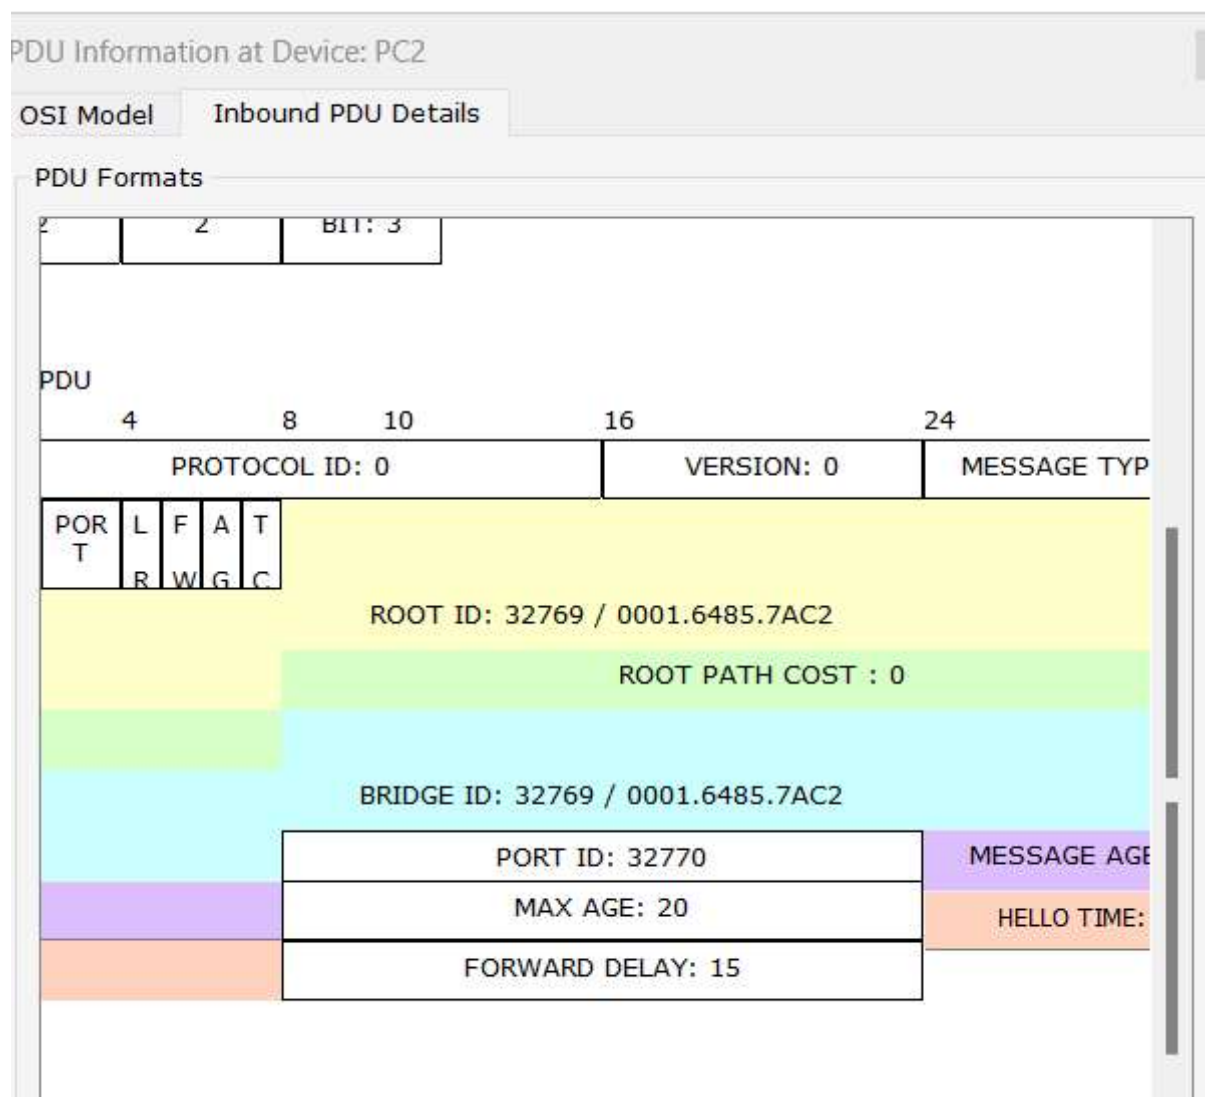 PDU Information at Device: PC2
OSI Model Inbound PDU Details
PDU Formats
2 BIT: 3
PDU
4 8 10 16 24
PROTOCOL ID: 0 VERSION: 0 MESSAGE TYP
POR
T
L
R
F
W
A
G
T
C
ROOT ID: 32769 / 0001.6485.7AC2
ROOT PATH COST : 0
BRIDGE ID: 32769 / 0001.6485.7AC2
PORT ID: 32770 MESSAGE AGE
MAX AGE: 20 HELLO TIME:
FORWARD DELAY: 15